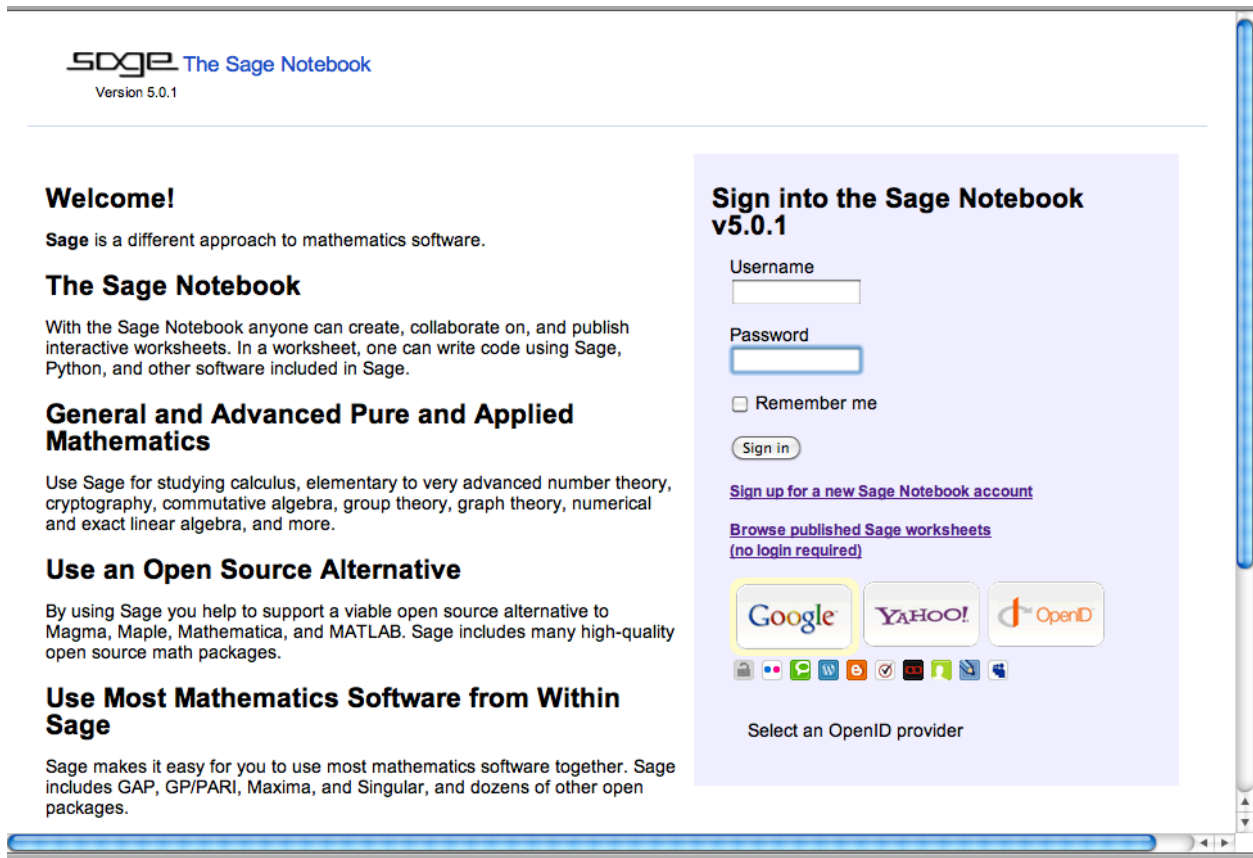 sage The Sage Notebook
Version 5.0.1
Welcome!
Sage is a different approach to mathematics software.
The Sage Notebook
With the Sage Notebook anyone can create, collaborate on, and publish
interactive worksheets. In a worksheet, one can write code using Sage,
Python, and other software included in Sage.
General and Advanced Pure and Applied
Mathematics
Use Sage for studying calculus, elementary to very advanced number theory,
cryptography, commutative algebra, group theory, graph theory, numerical
and exact linear algebra, and more.
Use an Open Source Alternative
By using Sage you help to support a viable open source alternative to
Magma, Maple, Mathematica, and MATLAB. Sage includes many high-quality
open source math packages.
Use Most Mathematics Software from Within
Sage
Sage makes it easy for you to use most mathematics software together. Sage
includes GAP, GP/PARI, Maxima, and Singular, and dozens of other open
packages.
Sign into the Sage Notebook
v5.0.1
Username
Password
Remember me
Sign in
Sign up for a new Sage Notebook account
Browse published Sage worksheets
(no login required)
Google YAHOO! OpenID
Select an OpenID provider